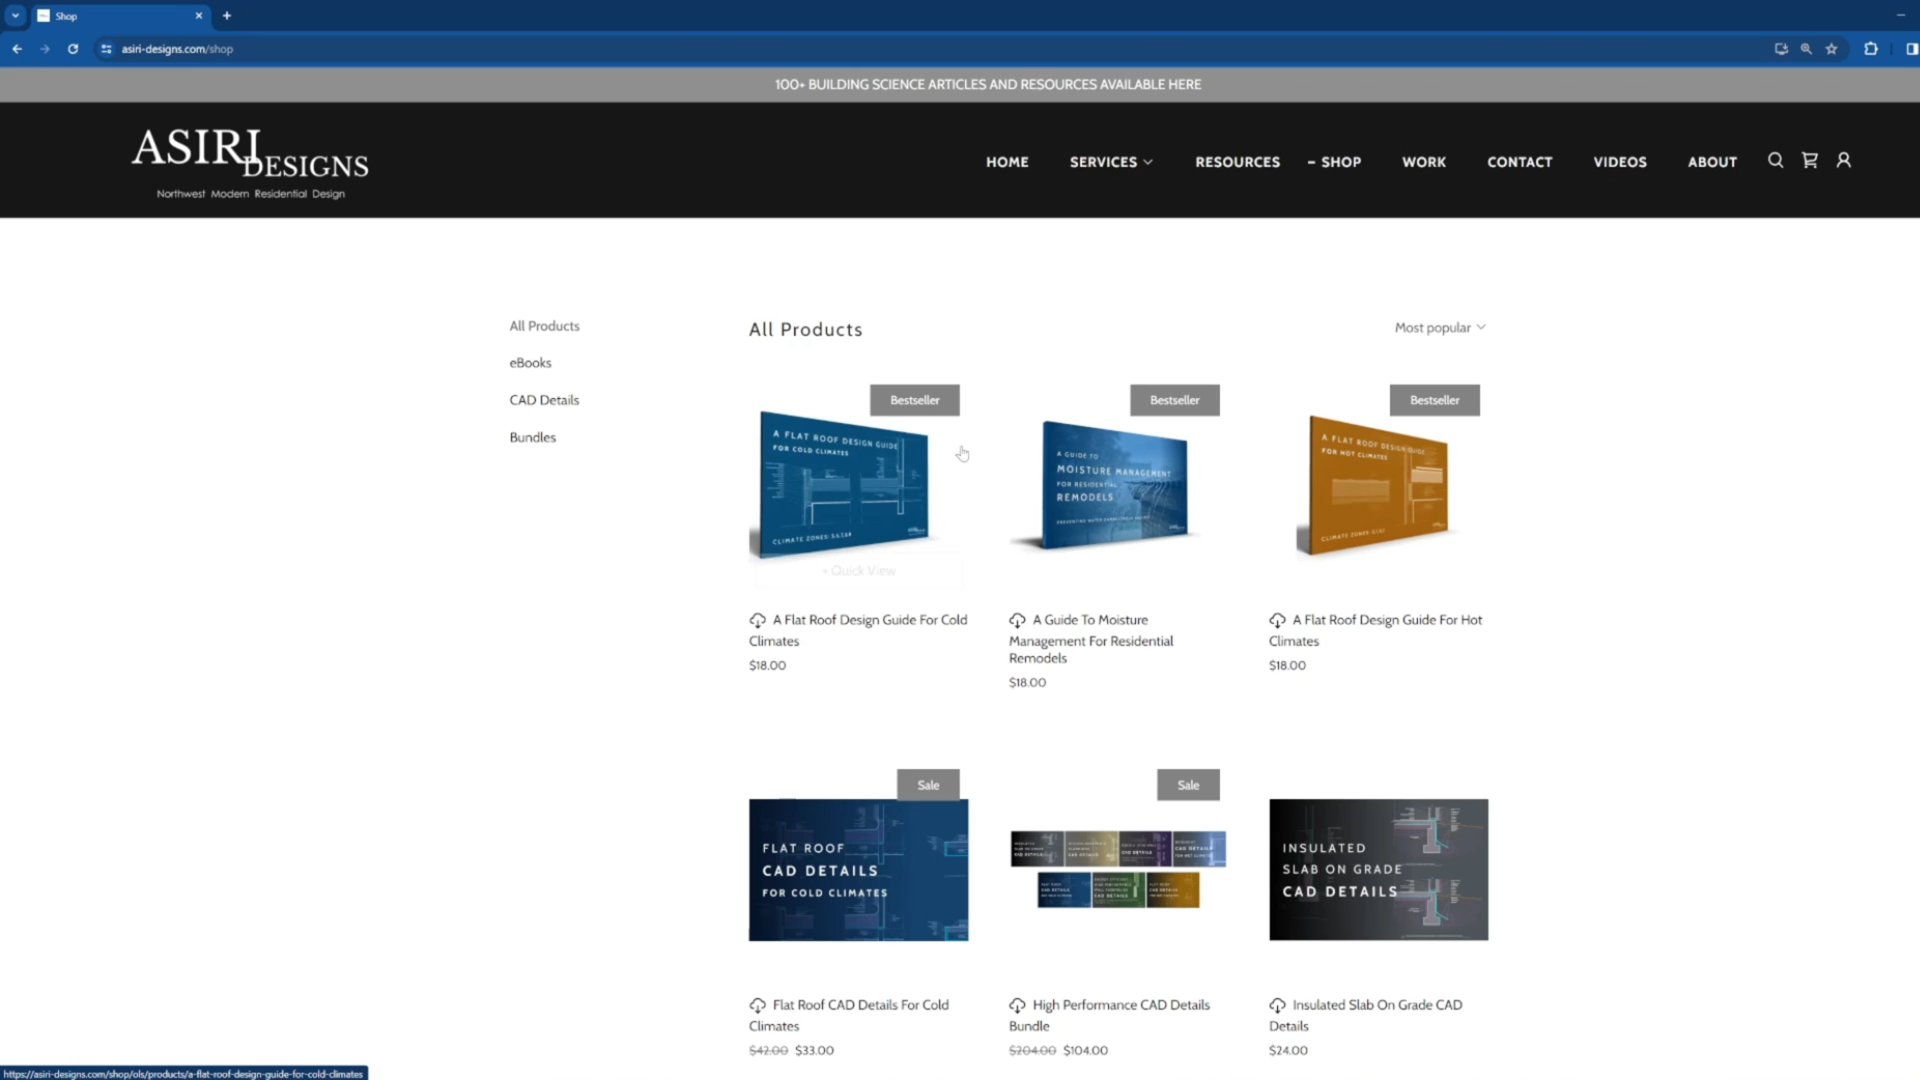 Shop
asiri-designs.com/shop
100+ BUILDING SCIENCE ARTICLES AND RESOURCES AVAILABLE HERE
ASIRI DESIGNS
Northwest Modern Residential Design
HOME
SERVICES
RESOURCES
- SHOP
WORK
CONTACT
VIDEOS
ABOUT
All Products
eBooks
CAD Details
Bundles
All Products
Most popular
Bestseller
Bestseller
Bestseller
A FLAT ROOF DESIGN GUIDE
FOR COLD CLIMATES
A GUIDE TO
MOISTURE MANAGEMENT
FOR RESIDENTIAL
REMODELS
A FLAT ROOF DESIGN GUIDE
FOR HOT CLIMATES
+ Quick View
A Flat Roof Design Guide For Cold
Climates
$18.00
A Guide To Moisture
Management For Residential
Remodels
$18.00
A Flat Roof Design Guide For Hot
Climates
$18.00
Sale
Sale
FLAT ROOF
CAD DETAILS
FOR COLD CLIMATES
INSULATED
SLAB ON GRADE
CAD DETAILS
Flat Roof CAD Details For Cold
Climates
$42.00 $33.00
High Performance CAD Details
Bundle
$204.00 $104.00
Insulated Slab On Grade CAD
Details
$24.00
https://asiri-designs.com/shop/ols/products/a-flat-roof-design-guide-for-cold-climates